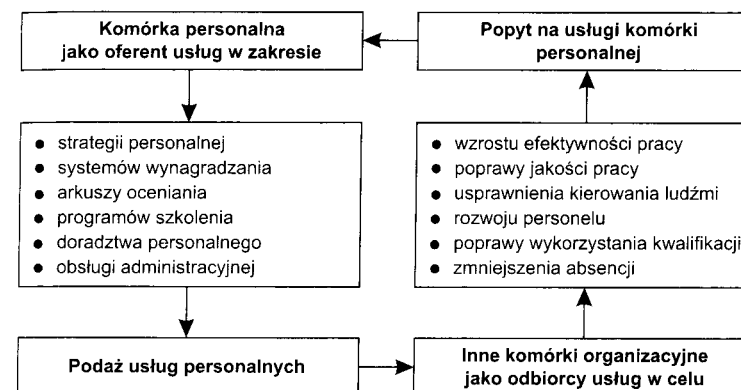 Komórka personalna
jako oferent usług w zakresie
Popyt na usługi komórki
personalnej
● strategii personalnej
● systemów wynagradzania
● arkuszy oceniania
● programów szkolenia
● doradztwa personalnego
● obsługi administracyjnej
● wzrostu efektywności pracy
● poprawy jakości pracy
● usprawnienia kierowania ludźmi
● rozwoju personelu
● poprawy wykorzystania kwalifikacji
● zmniejszenia absencji
Podaż usług personalnych
Inne komórki organizacyjne
jako odbiorcy usług w celu